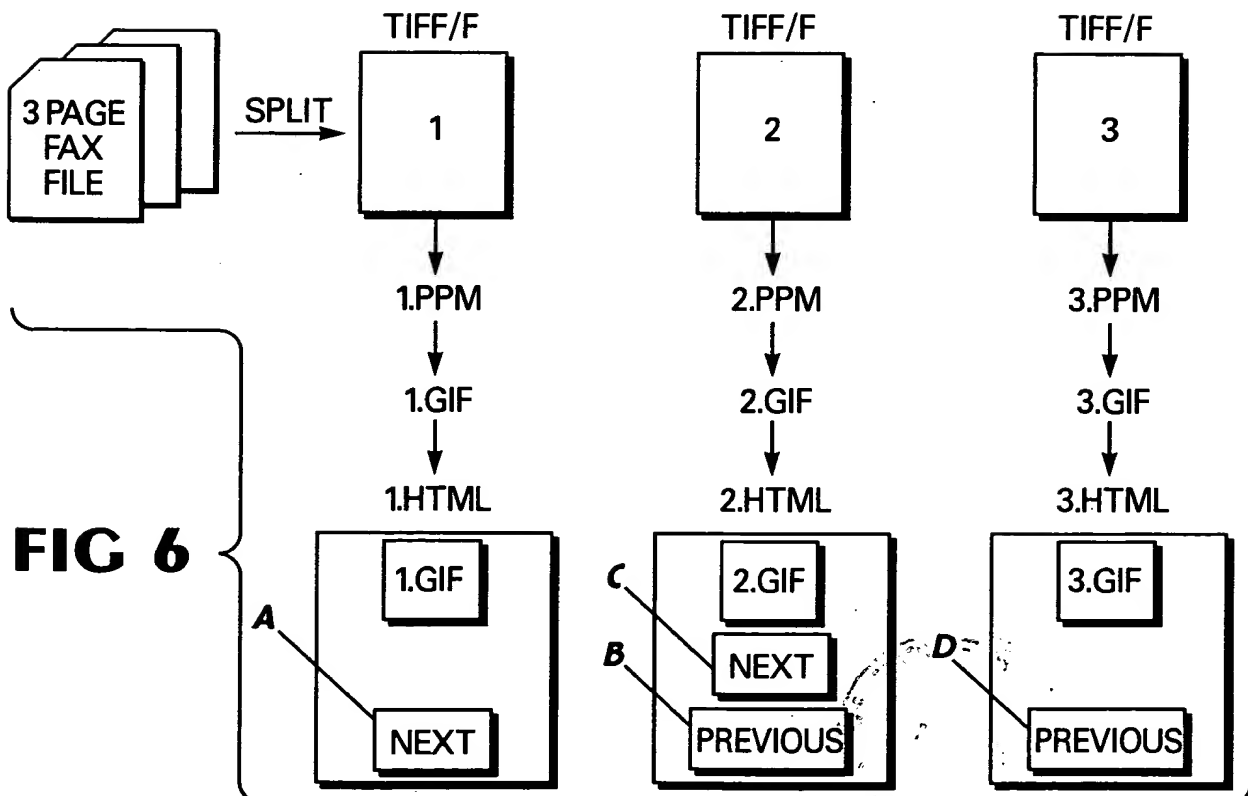 TIFF/F TIFF/F TIFF/F
3 PAGE
FAX
FILE
SPLIT
1 2 3
1.PPM 2.PPM 3.PPM
1.GIF 2.GIF 3.GIF
1.HTML 2.HTML 3.HTML
FIG 6
1.GIF 2.GIF 3.GIF
A C B D
NEXT
PREVIOUS
NEXT PREVIOUS